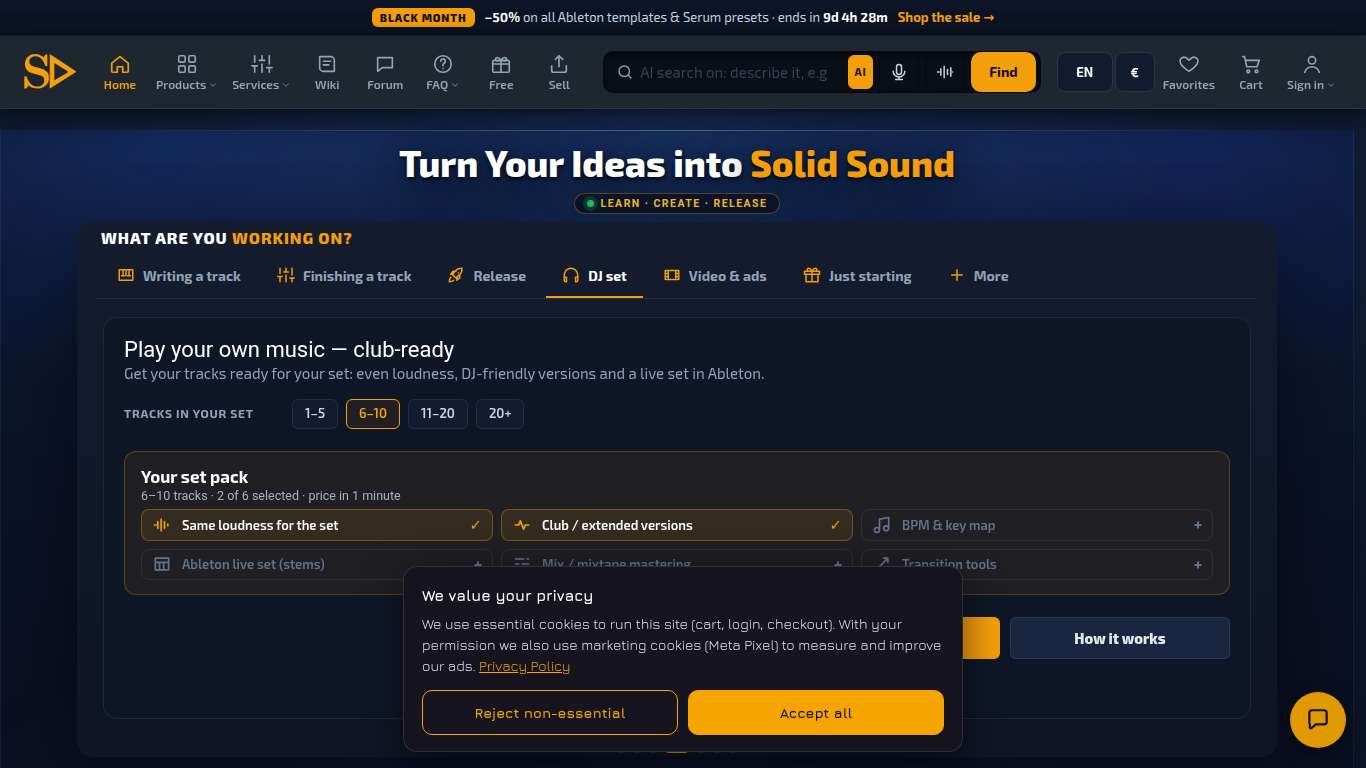 BLACK MONTH −50% on all Ableton templates & Serum presets · ends in 9d 4h 28m Shop the sale →
Home Products Services Wiki Forum FAQ Free Sell AI search on: describe it, e.g AI Find EN € Favorites Cart Sign in
Turn Your Ideas into Solid Sound
LEARN · CREATE · RELEASE
WHAT ARE YOU WORKING ON?
Writing a track Finishing a track Release DJ set Video & ads Just starting More
Play your own music — club-ready
Get your tracks ready for your set: even loudness, DJ-friendly versions and a live set in Ableton.
TRACKS IN YOUR SET 1–5 6–10 11–20 20+
Your set pack
6–10 tracks · 2 of 6 selected · price in 1 minute
Same loudness for the set ✓ Club / extended versions ✓ BPM & key map +
Ableton live set (stems) + Mix / mixtape mastering + Transition tools +
How it works
We value your privacy
We use essential cookies to run this site (cart, login, checkout). With your
permission we also use marketing cookies (Meta Pixel) to measure and improve
our ads. Privacy Policy
Reject non-essential Accept all